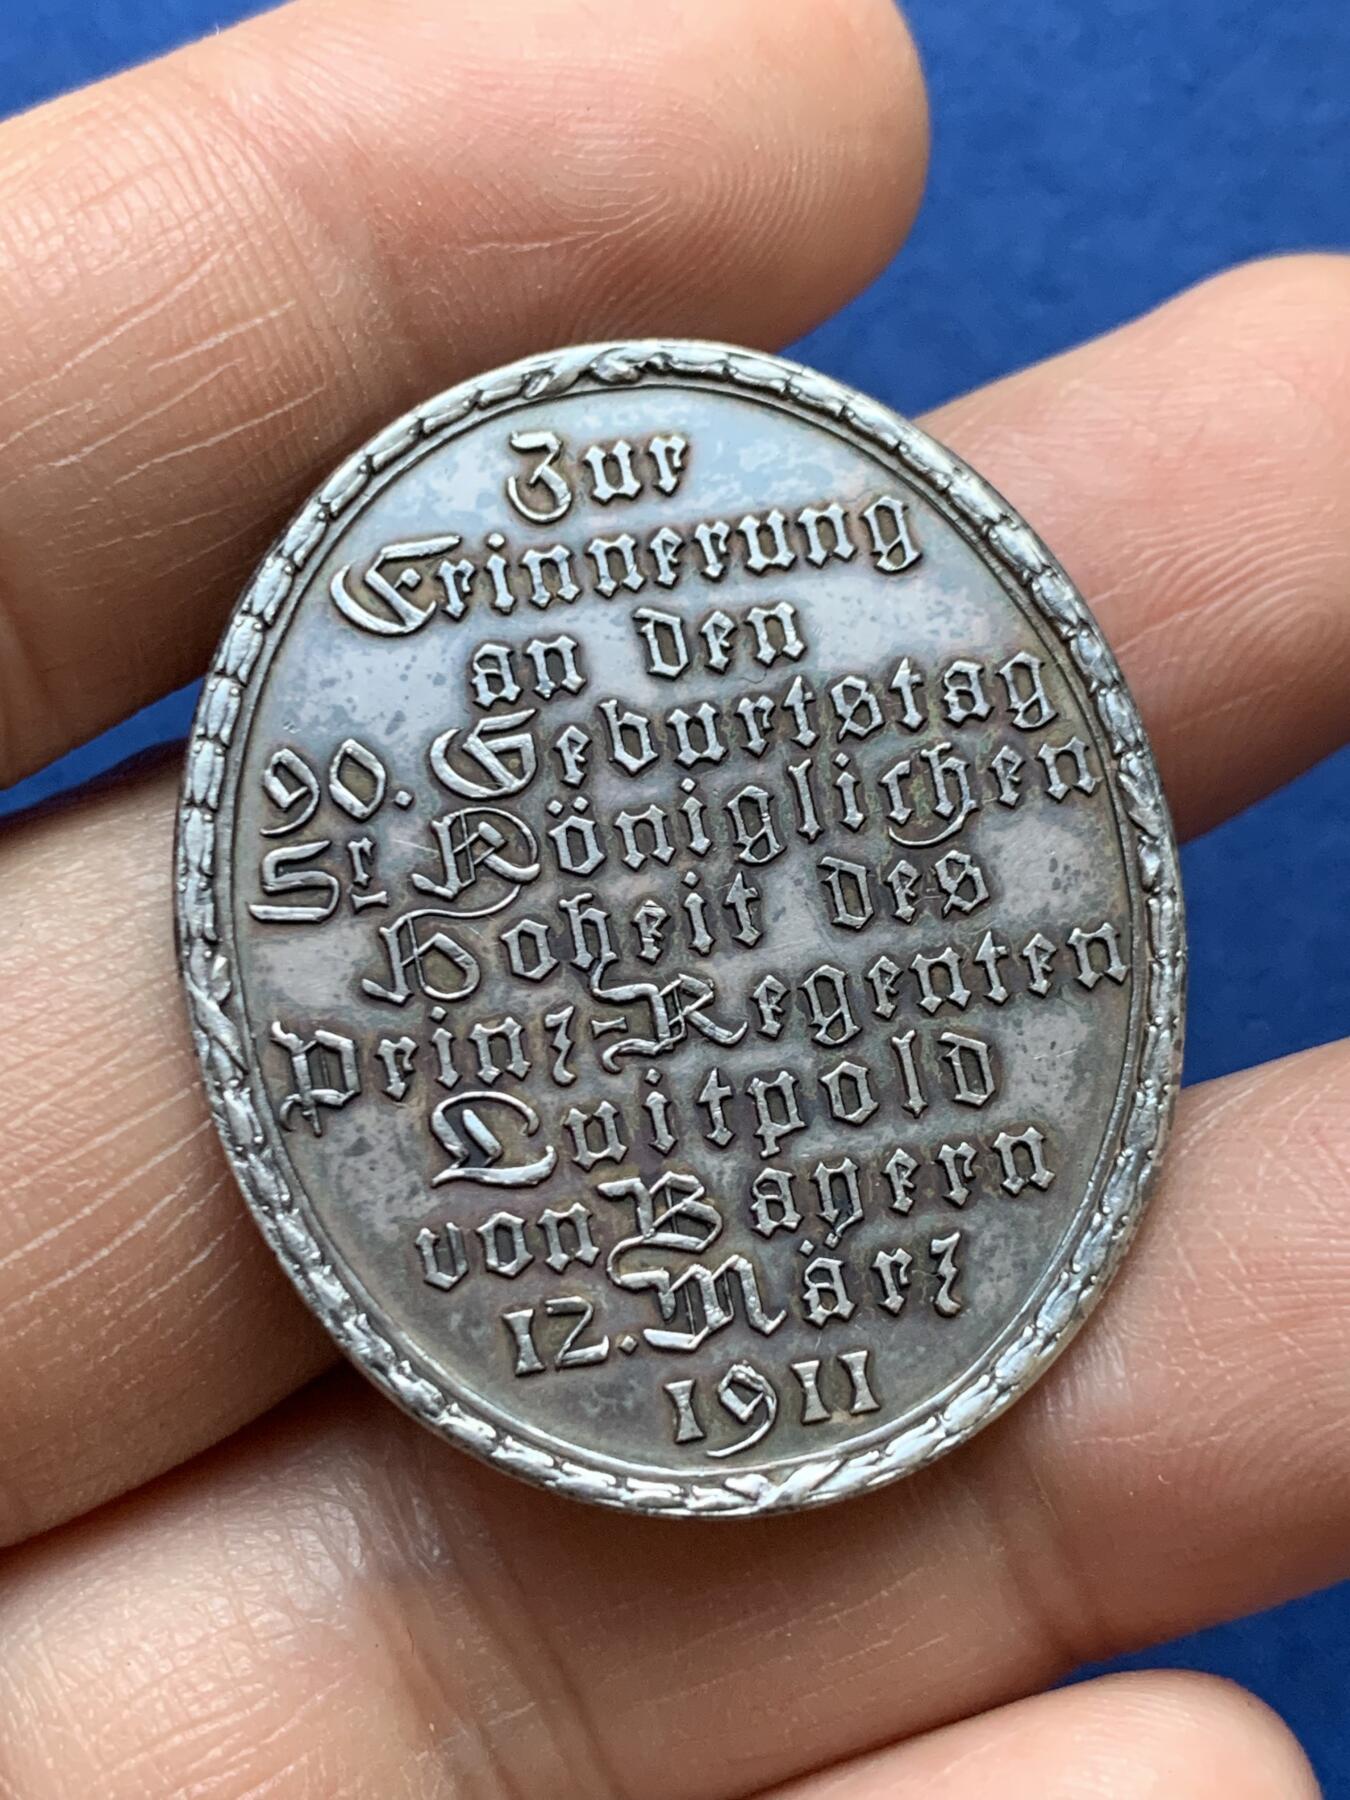 Zur
Erinnerung
an den
90. Geburtstag
Sr. Königlichen
Hoheit des
Prinz-Regenten
Luitpold
von Bayern
12. März
1911